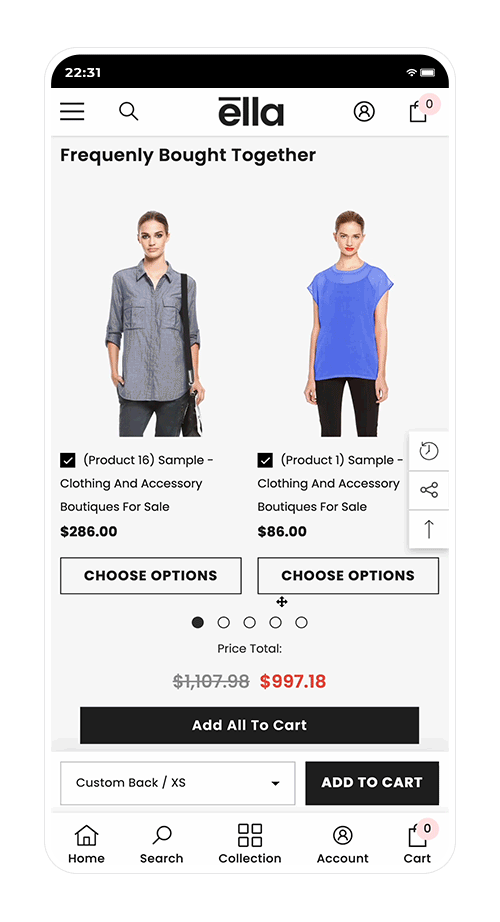 22:31
ella
0
Frequenly Bought Together
(Product 16) Sample -
Clothing And Accessory
Boutiques For Sale
$286.00
CHOOSE OPTIONS
(Product 1) Sample -
Clothing And Accessory
Boutiques For Sale
$86.00
CHOOSE OPTIONS
Price Total:
$1,107.98 $997.18
Add All To Cart
Custom Back / XS
ADD TO CART
0
Home Search Collection Account Cart